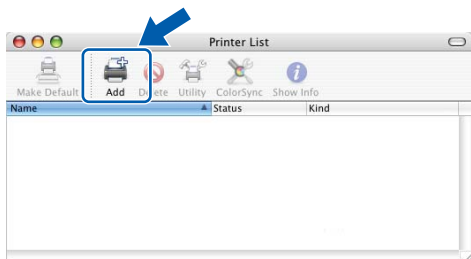 Printer List
Make Default Add Delete Utility ColorSync Show Info
Name Status Kind